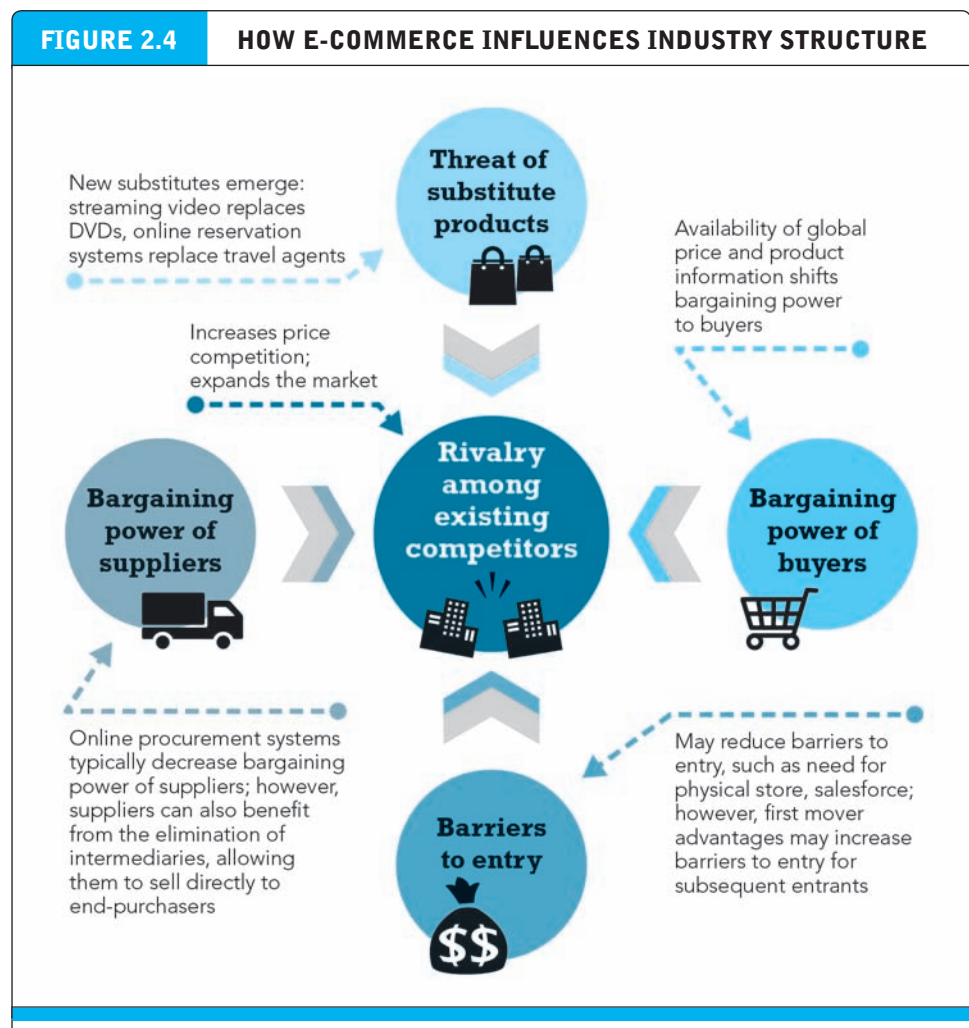 FIGURE 2.4
HOW E-COMMERCE INFLUENCES INDUSTRY STRUCTURE
Threat of
substitute
products
New substitutes emerge:
streaming video replaces
DVDs, online reservation
systems replace travel agents
Availability of global
price and product
information shifts
bargaining power
to buyers
Increases price
competition;
expands the market
Bargaining
power of
suppliers
Rivalry
among
existing
competitors
Bargaining
power of
buyers
Online procurement systems
typically decrease bargaining
power of suppliers; however,
suppliers can also benefit
from the elimination of
intermediaries, allowing
them to sell directly to
end-purchasers
May reduce barriers to
entry, such as need for
physical store, salesforce;
however, first mover
advantages may increase
barriers to entry for
subsequent entrants
Barriers
to entry
$$